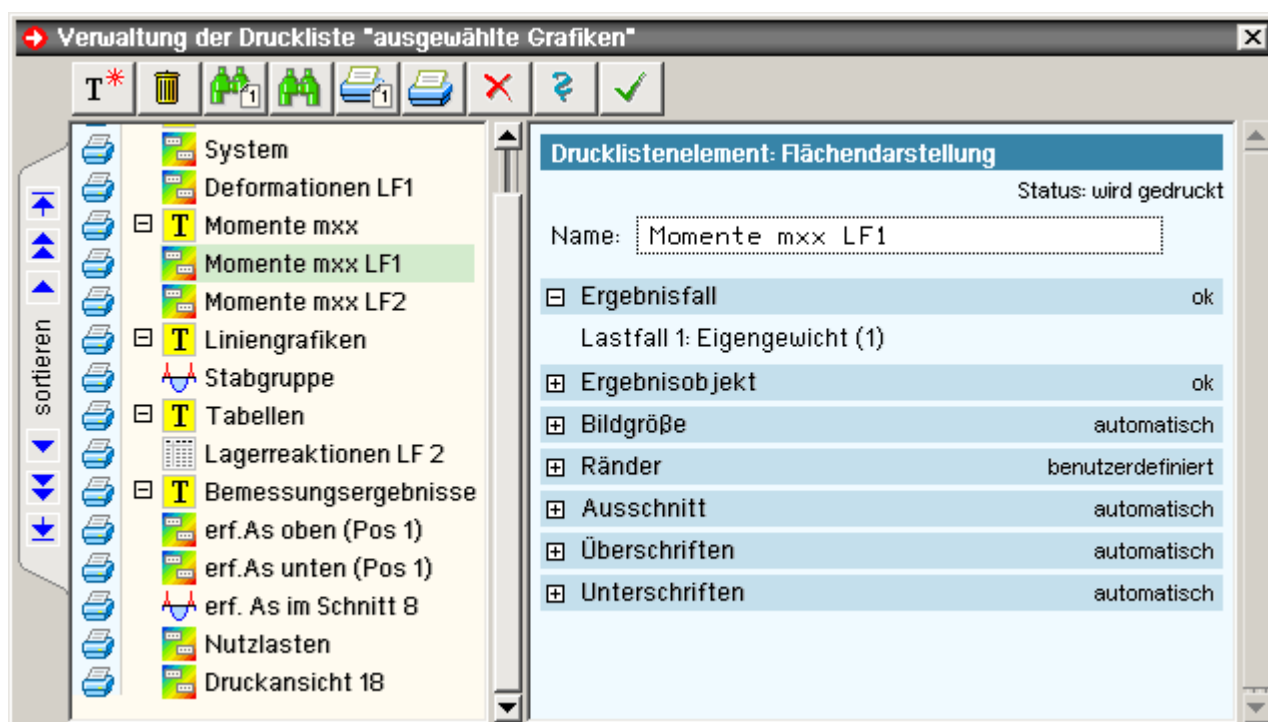 Verwaltung der Druckliste "ausgewählte Grafiken"
T* 1 1
sortieren
System
Deformationen LF1
T Momente mxx
Momente mxx LF1
Momente mxx LF2
T Liniengrafiken
Stabgruppe
T Tabellen
Lagerreaktionen LF 2
T Bemessungsergebnisse
erf.As oben (Pos 1)
erf.As unten (Pos 1)
erf. As im Schnitt 8
Nutzlasten
Druckansicht 18
Drucklistenelement: Flächendarstellung
Status: wird gedruckt
Name: Momente mxx LF1
Ergebnisfall ok
Lastfall 1: Eigengewicht (1)
Ergebnisobjekt ok
Bildgröße automatisch
Ränder benutzerdefiniert
Ausschnitt automatisch
Überschriften automatisch
Unterschriften automatisch